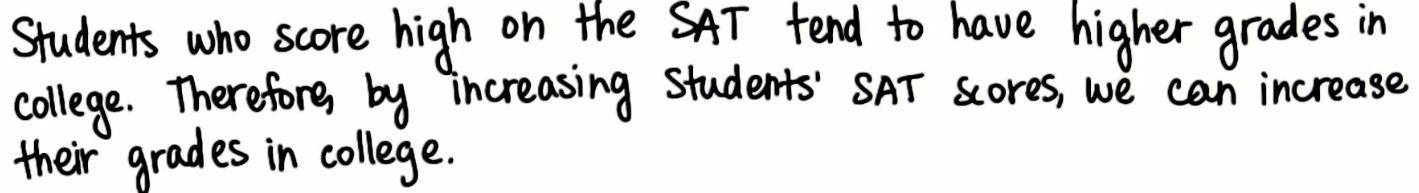 Students who score high on the SAT tend to have higher grades in
college. Therefore, by increasing Students' SAT scores, we can increase
their grades in college.